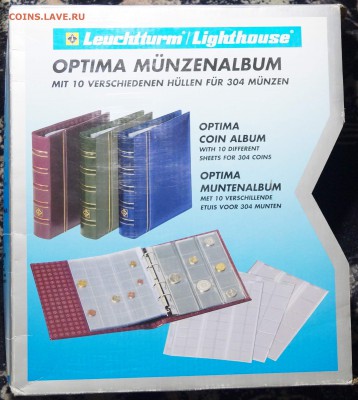 COINS.LAVE.RU
Leuchtturm®/Lighthouse®
OPTIMA MÜNZENALBUM
MIT 10 VERSCHIEDENEN HÜLLEN FÜR 304 MÜNZEN
OPTIMA
COIN ALBUM
WITH 10 DIFFERENT
SHEETS FOR 304 COINS
OPTIMA
MUNTENALBUM
MET 10 VERSCHILLENDE
ETUIS VOOR 304 MUNTEN